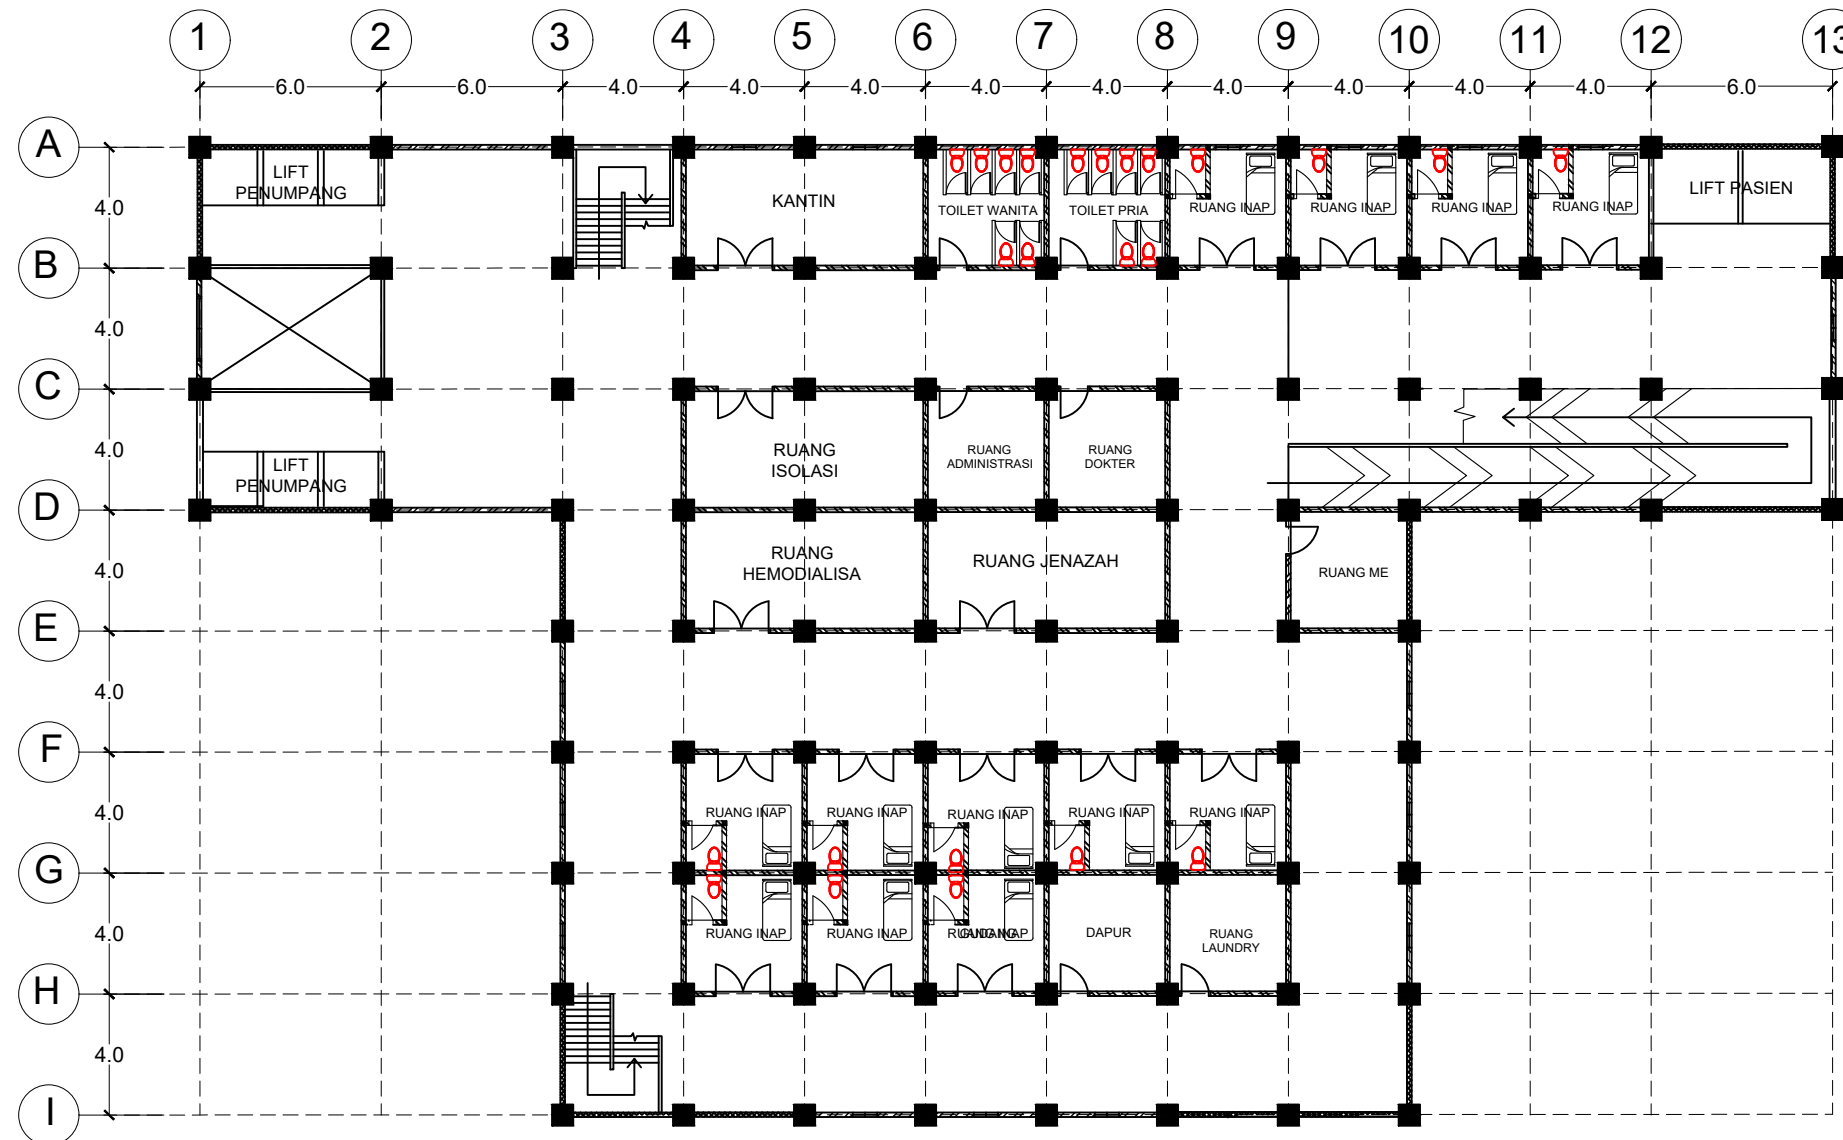 1 2 3 4 5 6 7 8 9 10 11 12 13
6.0 6.0 4.0 4.0 4.0 4.0 4.0 4.0 4.0 4.0 4.0 6.0
A
LIFT
PENUMPANG
KANTIN
TOILET WANITA
TOILET PRIA
RUANG INAP
RUANG INAP
RUANG INAP
RUANG INAP
LIFT PASIEN
4.0
B
4.0
C
4.0
LIFT
PENUMPANG
RUANG
ISOLASI
RUANG
ADMINISTRASI
RUANG
DOKTER
D
4.0
RUANG
HEMODIALISA
RUANG JENAZAH
RUANG ME
E
4.0
F
4.0
RUANG INAP
RUANG INAP
RUANG INAP
RUANG INAP
RUANG INAP
G
4.0
RUANG INAP
RUANG INAP
RUANG INAP
GUDANG
DAPUR
RUANG
LAUNDRY
H
4.0
I